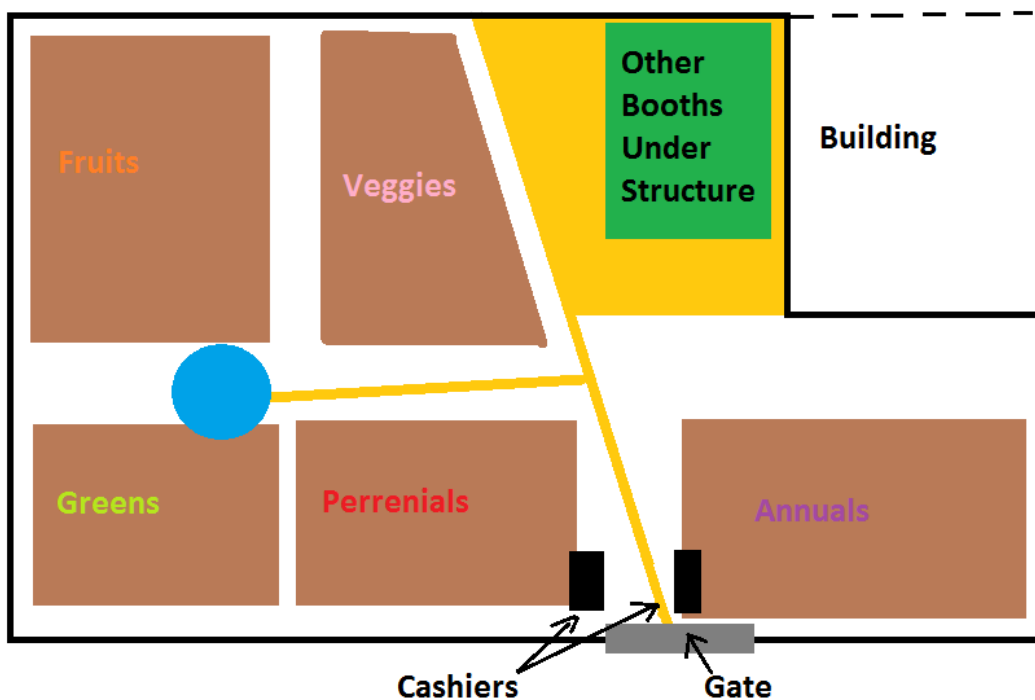 Other
Booths
Under
Structure
Building
Fruits
Veggies
Greens
Perrenials
Annuals
Cashiers
Gate